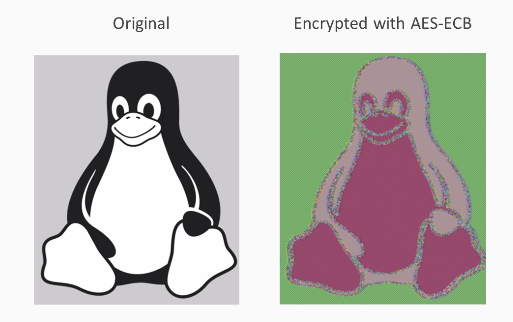 Original
Encrypted with AES-ECB